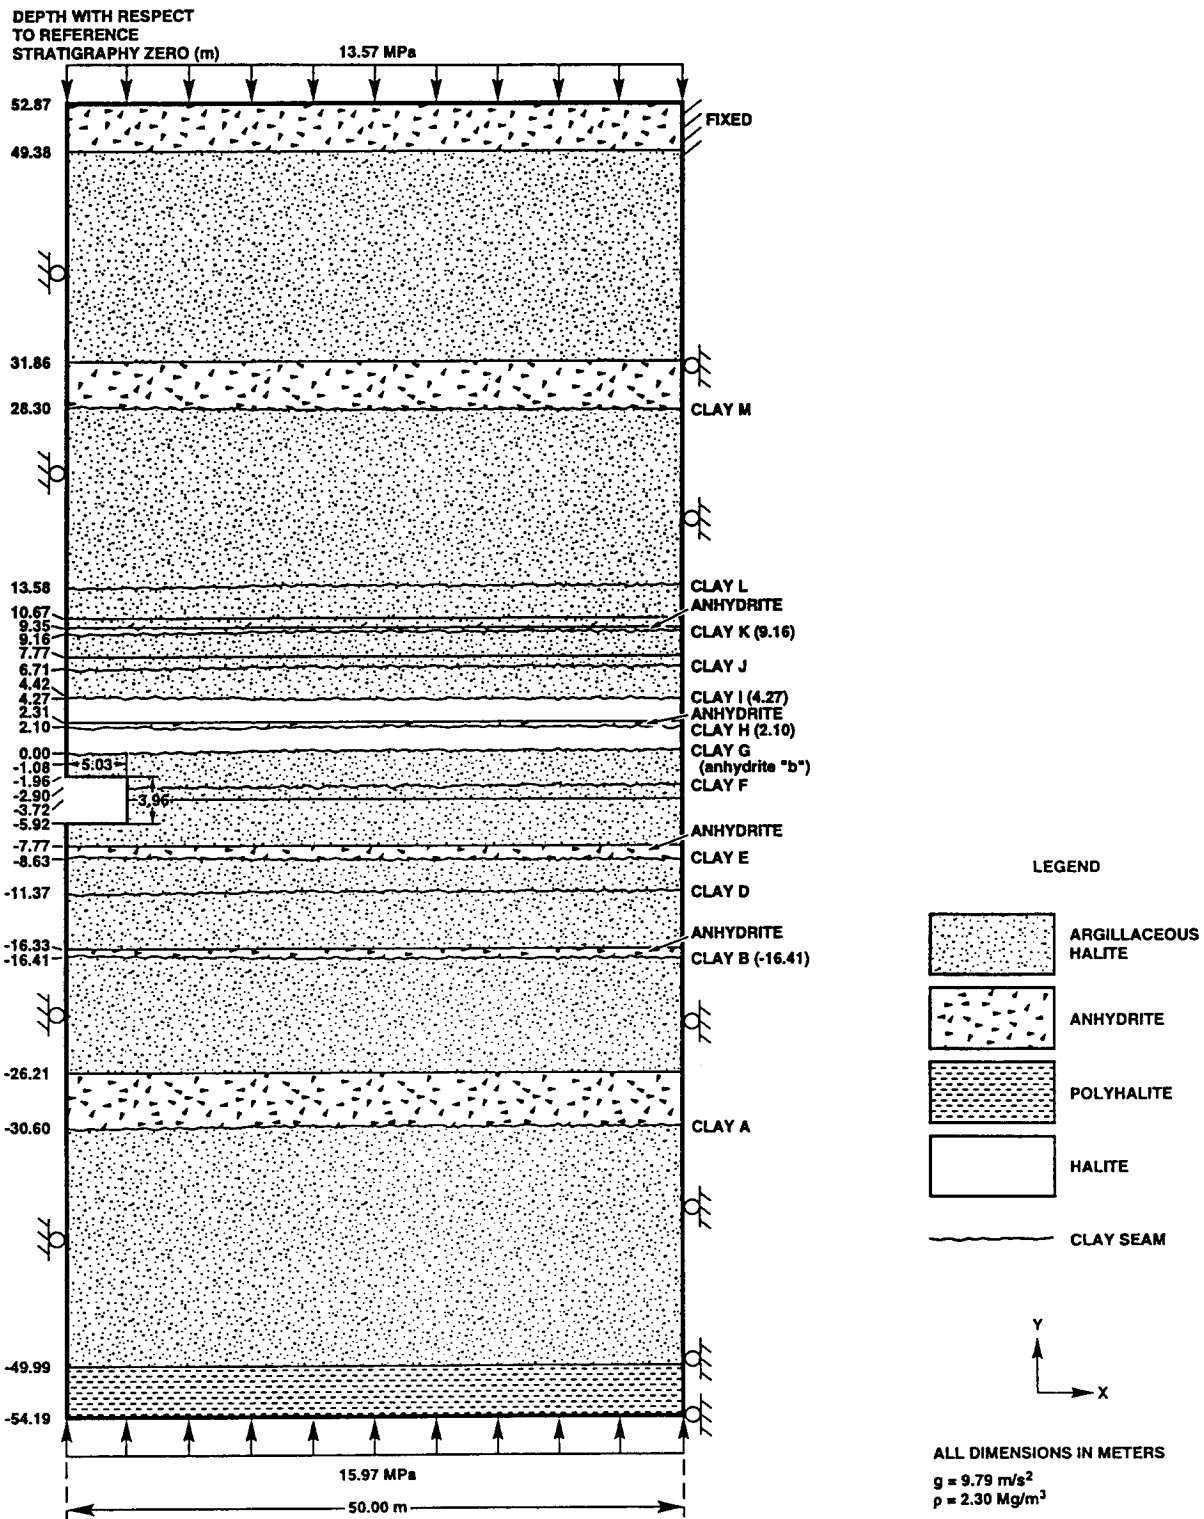 DEPTH WITH RESPECT
TO REFERENCE
STRATIGRAPHY ZERO (m)
13.57 MPa
52.87
FIXED
49.38
31.86
28.30
CLAY M
13.58
CLAY L
10.67
ANHYDRITE
9.35
9.16
CLAY K (9.16)
7.77
6.71
CLAY J
4.42
4.27
CLAY I (4.27)
2.31
ANHYDRITE
2.10
CLAY H (2.10)
0.00
CLAY G
5.03
-1.08
(anhydrite "b")
-1.96
CLAY F
-2.90
3.96
-3.72
-5.92
ANHYDRITE
-7.77
-8.63
CLAY E
-11.37
CLAY D
ANHYDRITE
-16.33
-16.41
CLAY B (-16.41)
-26.21
-30.60
CLAY A
-49.99
-54.19
15.97 MPa
50.00 m
LEGEND
ARGILLACEOUS
HALITE
ANHYDRITE
POLYHALITE
HALITE
CLAY SEAM
Y
X
ALL DIMENSIONS IN METERS
g = 9.79 m/s²
ρ = 2.30 Mg/m³